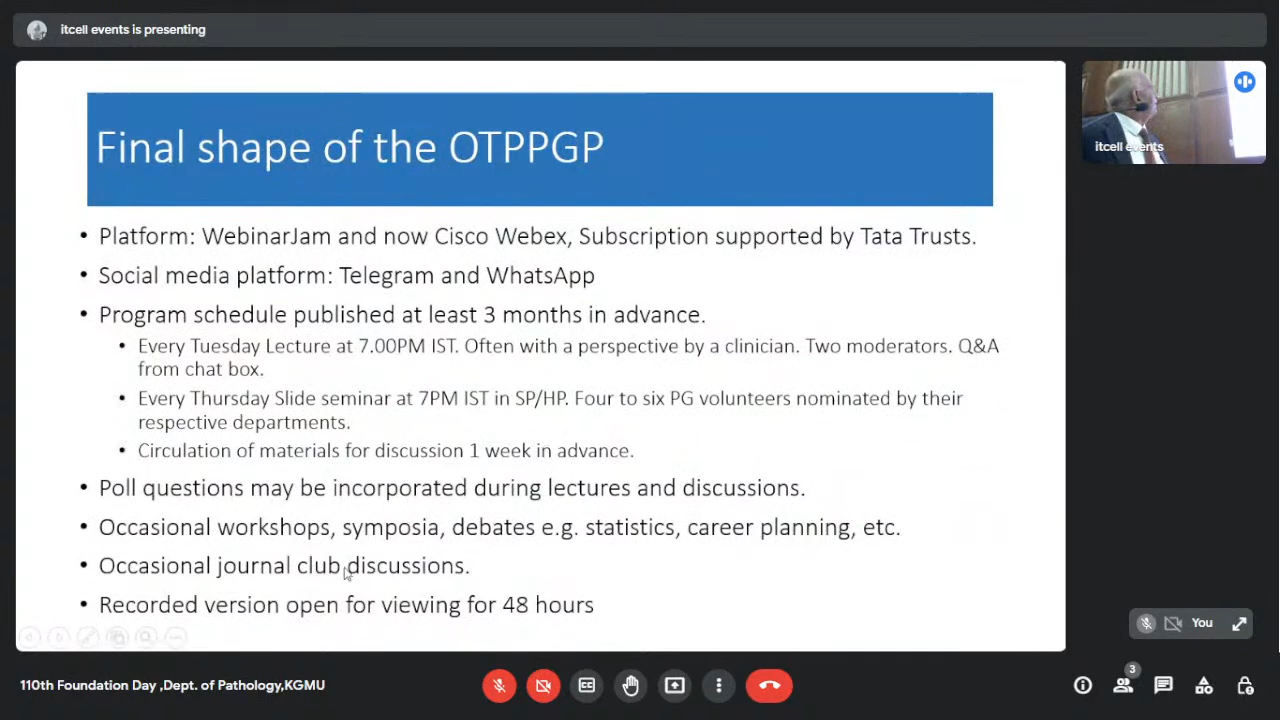 itcell events is presenting
Final shape of the OTPPGP
itcell events
• Platform: WebinarJam and now Cisco Webex, Subscription supported by Tata Trusts.
• Social media platform: Telegram and WhatsApp
• Program schedule published at least 3 months in advance.
• Every Tuesday Lecture at 7.00PM IST. Often with a perspective by a clinician. Two moderators. Q&A
from chat box.
• Every Thursday Slide seminar at 7PM IST in SP/HP. Four to six PG volunteers nominated by their
respective departments.
• Circulation of materials for discussion 1 week in advance.
• Poll questions may be incorporated during lectures and discussions.
• Occasional workshops, symposia, debates e.g. statistics, career planning, etc.
• Occasional journal club discussions.
• Recorded version open for viewing for 48 hours
You
110th Foundation Day ,Dept. of Pathology,KGMU
CC
3